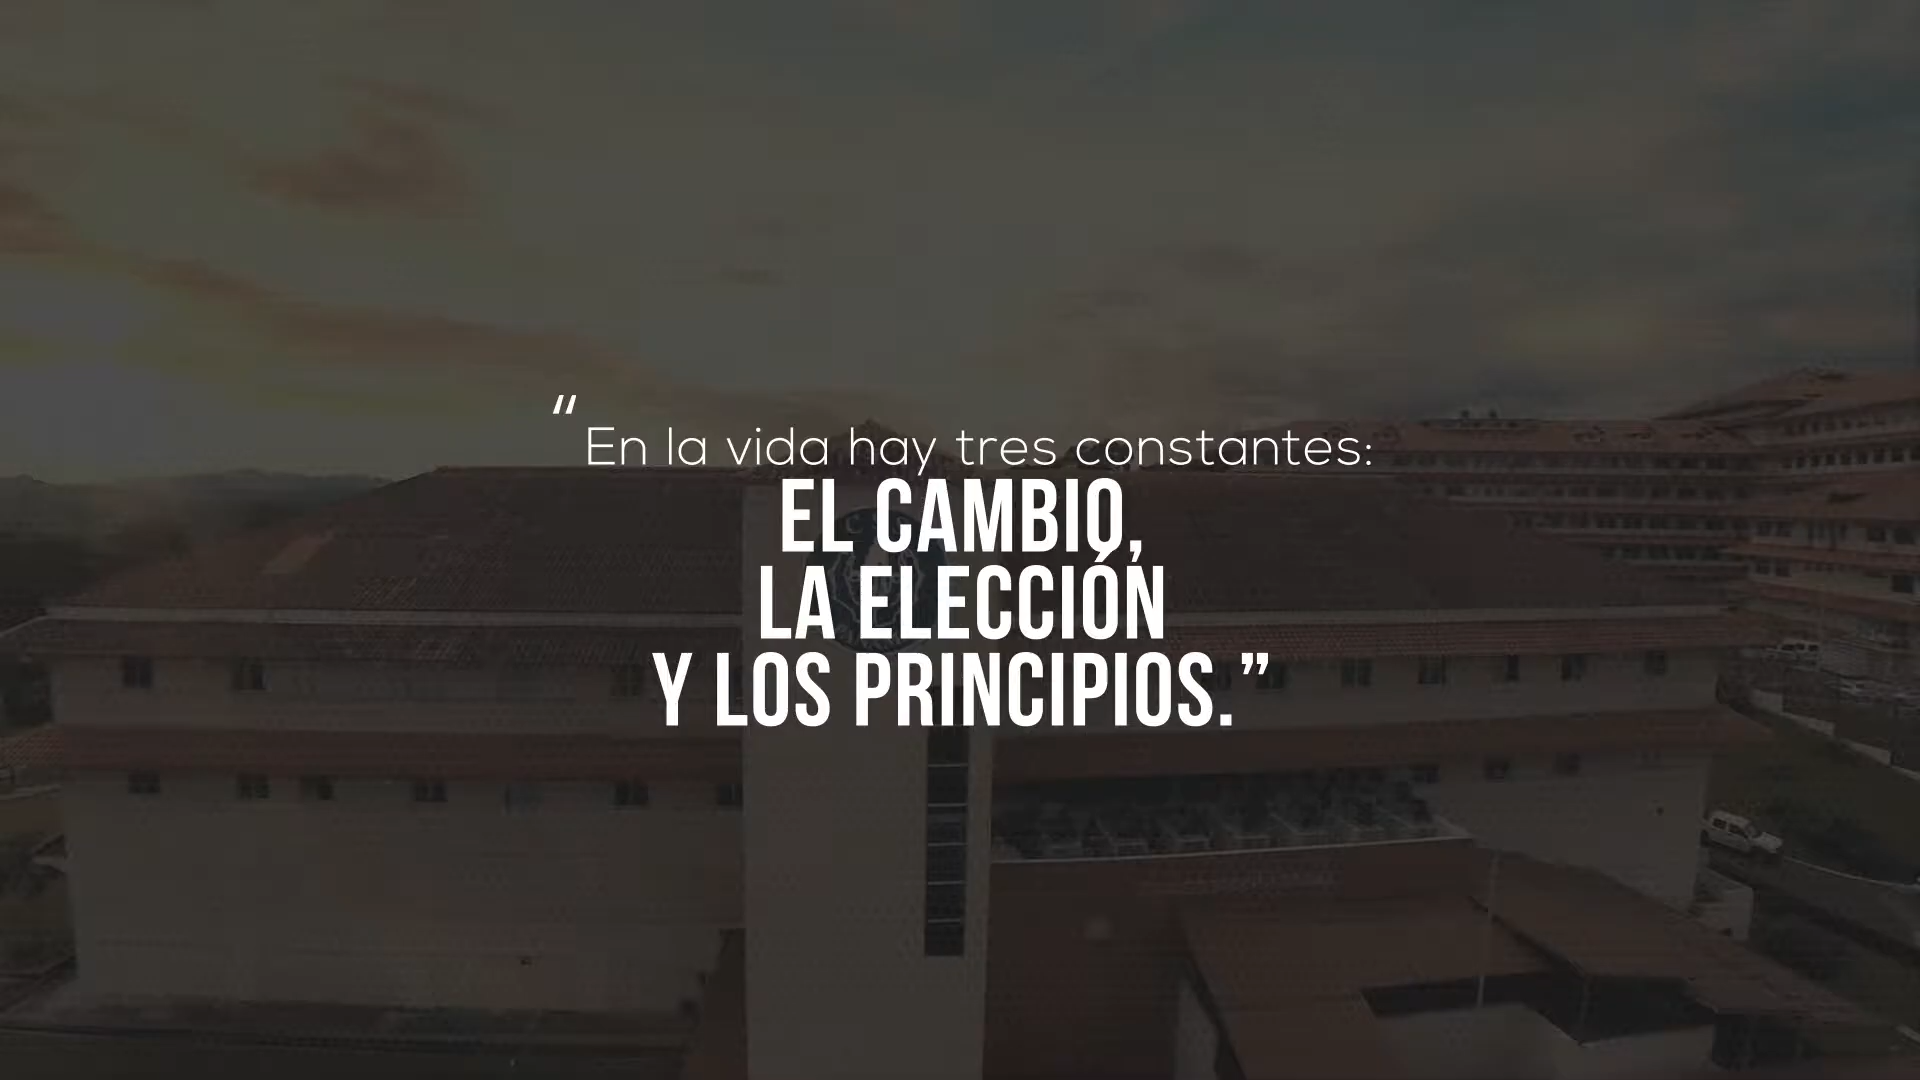 “ En la vida hay tres constantes:
EL CAMBIO,
LA ELECCIÓN
Y LOS PRINCIPIOS.”